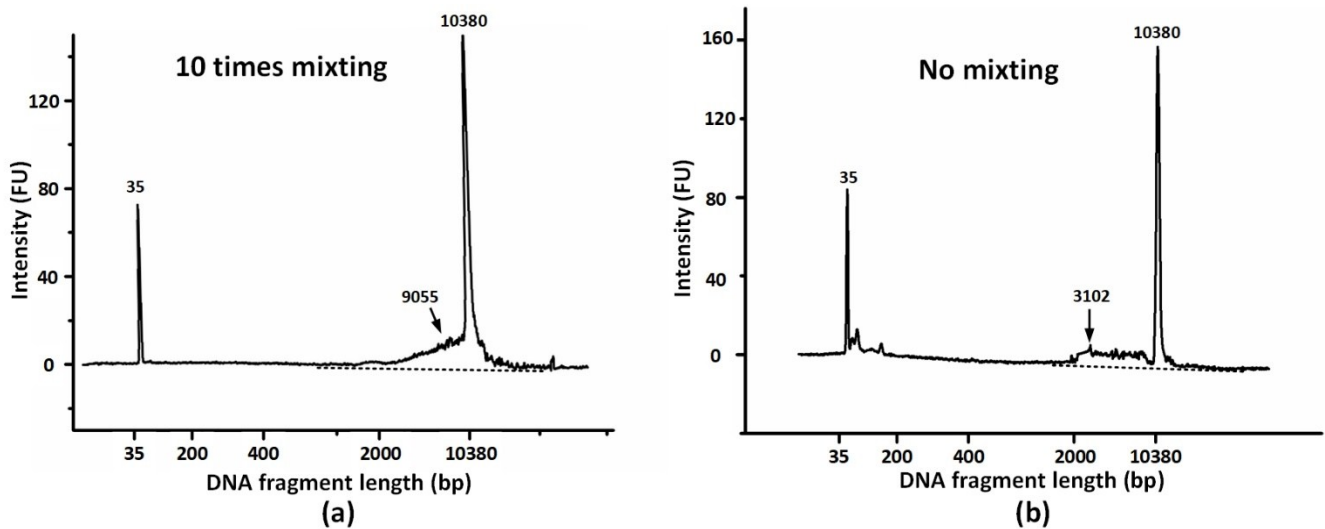 10 times mixting
10380
35
9055
120
80
40
0
Intensity (FU)
35 200 400 2000 10380
DNA fragment length (bp)
(a)
No mixting
10380
35
3102
160
120
80
40
0
Intensity (FU)
35 200 400 2000 10380
DNA fragment length (bp)
(b)